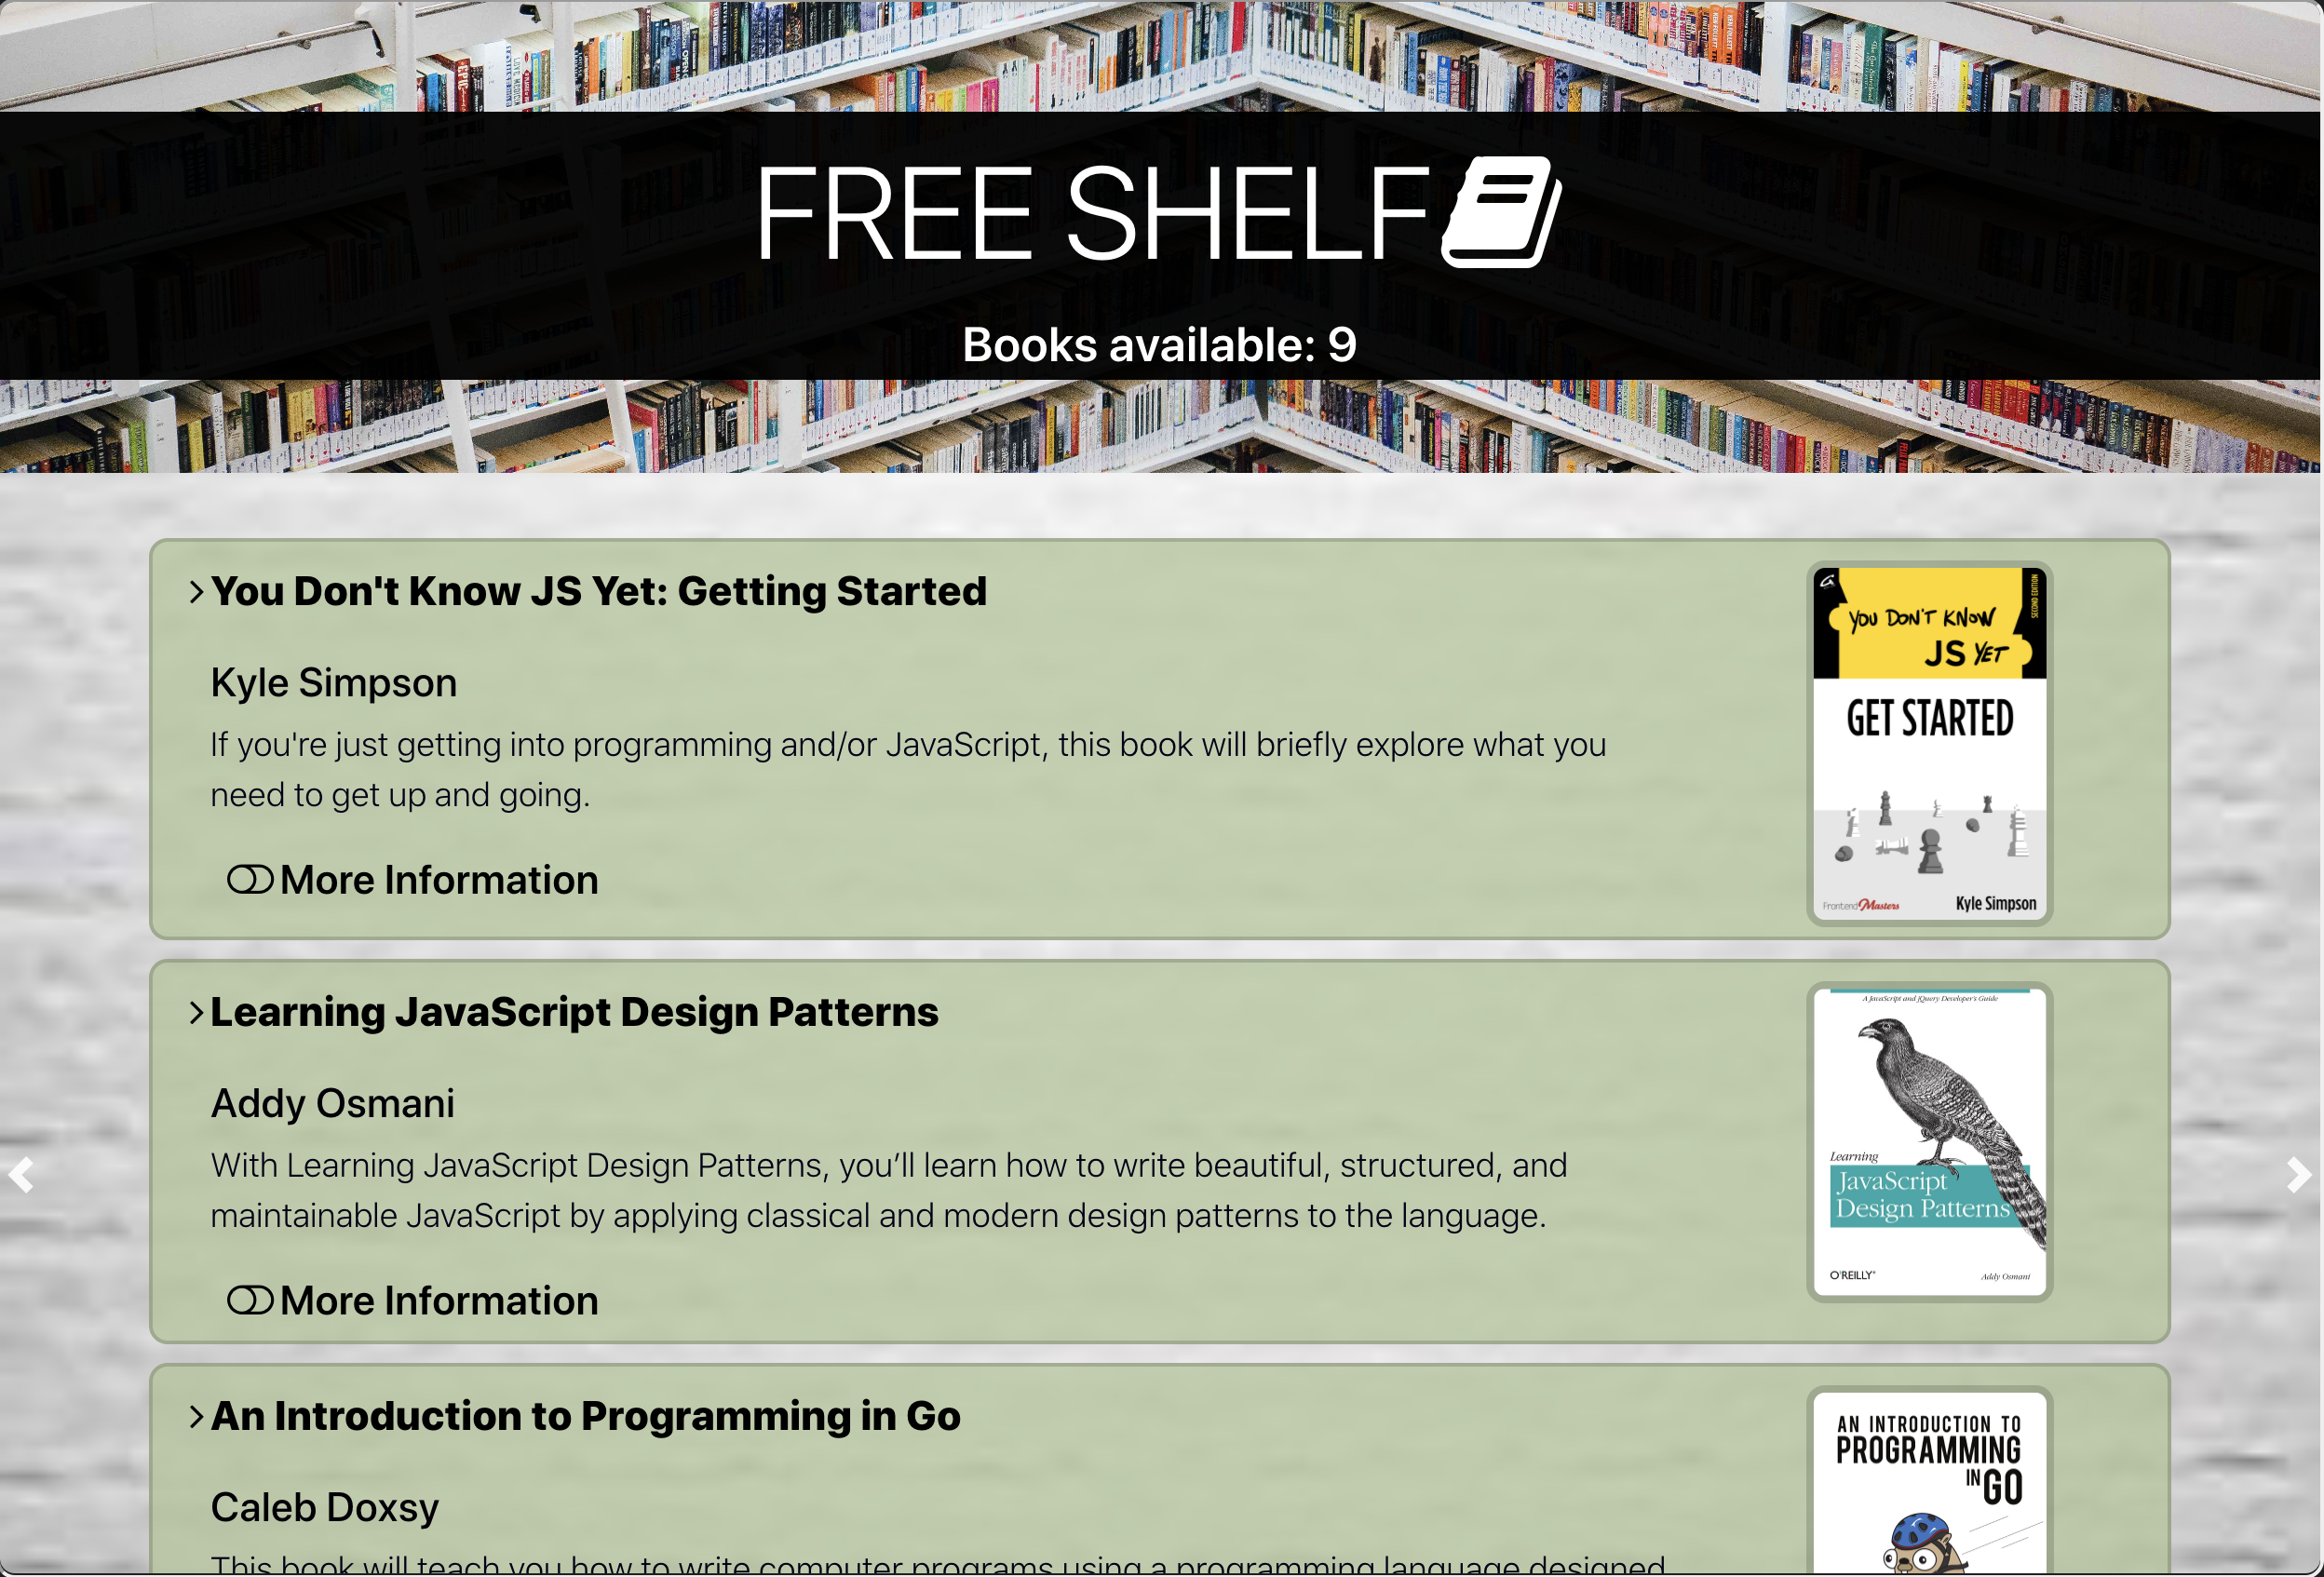 FREE SHELF
Books available: 9
You Don't Know JS Yet: Getting Started
Kyle Simpson
If you're just getting into programming and/or JavaScript, this book will briefly explore what you
need to get up and going.
More Information
SECOND EDITION
YOU DON'T KNOW
JS YET
GET STARTED
Frontend Masters
Kyle Simpson
Learning JavaScript Design Patterns
Addy Osmani
With Learning JavaScript Design Patterns, you’ll learn how to write beautiful, structured, and
maintainable JavaScript by applying classical and modern design patterns to the language.
More Information
A JavaScript and jQuery Developer's Guide
Learning
JavaScript
Design Patterns
O'REILLY®
Addy Osmani
An Introduction to Programming in Go
Caleb Doxsy
This book will teach you how to write computer programs using a programming language designed
AN INTRODUCTION TO
PROGRAMMING
IN GO